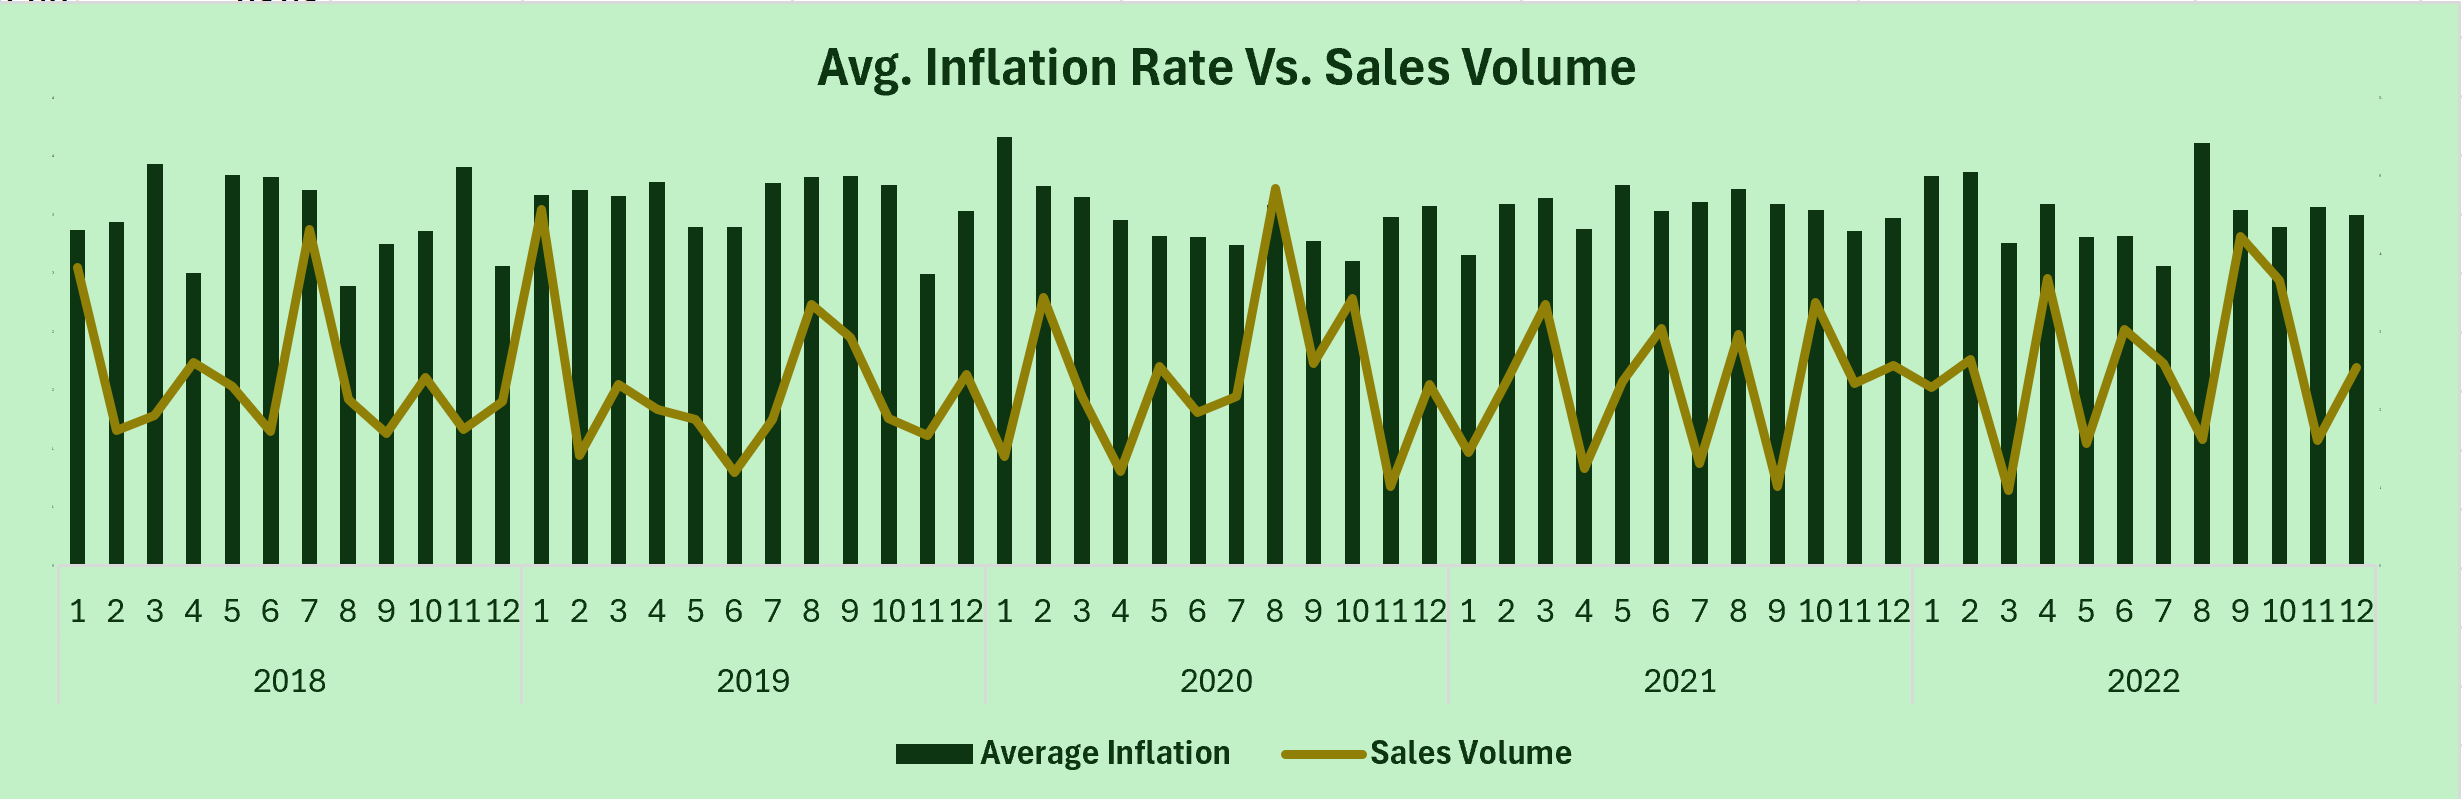 Avg. Inflation Rate Vs. Sales Volume
1 2 3 4 5 6 7 8 9 10 11 12 1 2 3 4 5 6 7 8 9 10 11 12 1 2 3 4 5 6 7 8 9 10 11 12 1 2 3 4 5 6 7 8 9 10 11 12 1 2 3 4 5 6 7 8 9 10 11 12
2018 2019 2020 2021 2022
Average Inflation Sales Volume